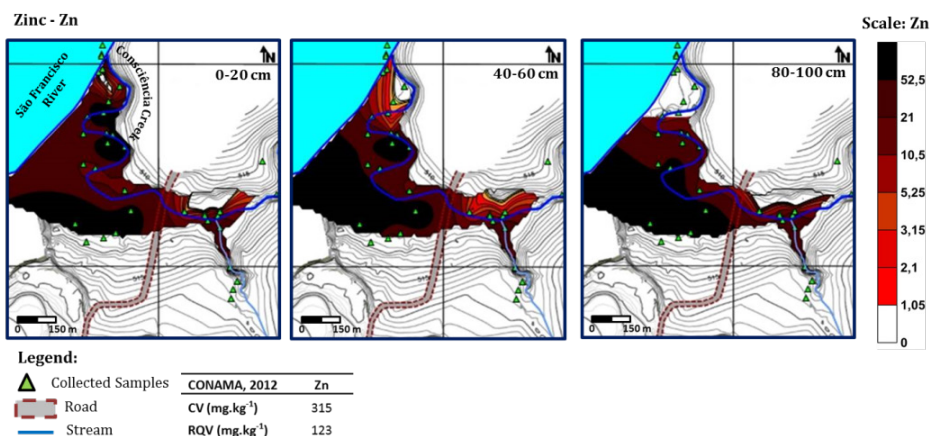 Zinc - Zn
Scale: Zn
São Francisco
River
Consciência Creek
N
0-20 cm
N
40-60 cm
N
80-100 cm
52,5
21
10,5
5,25
3,15
2,1
1,05
0
0 150 m
0 150 m
0 150 m
Legend:
Collected Samples
Road
Stream
CONAMA, 2012 Zn
CV (mg.kg-1) 315
RQV (mg.kg-1) 123